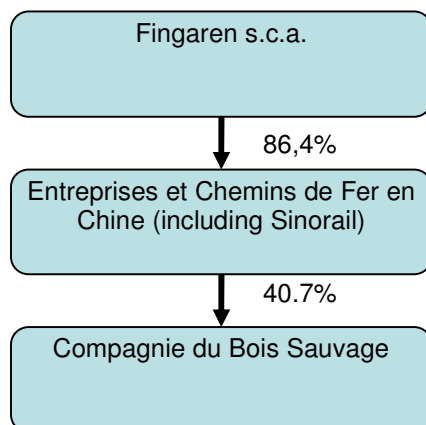 Fingaren s.c.a.
86,4%
Entreprises et Chemins de Fer en
Chine (including Sinorail)
40.7%
Compagnie du Bois Sauvage